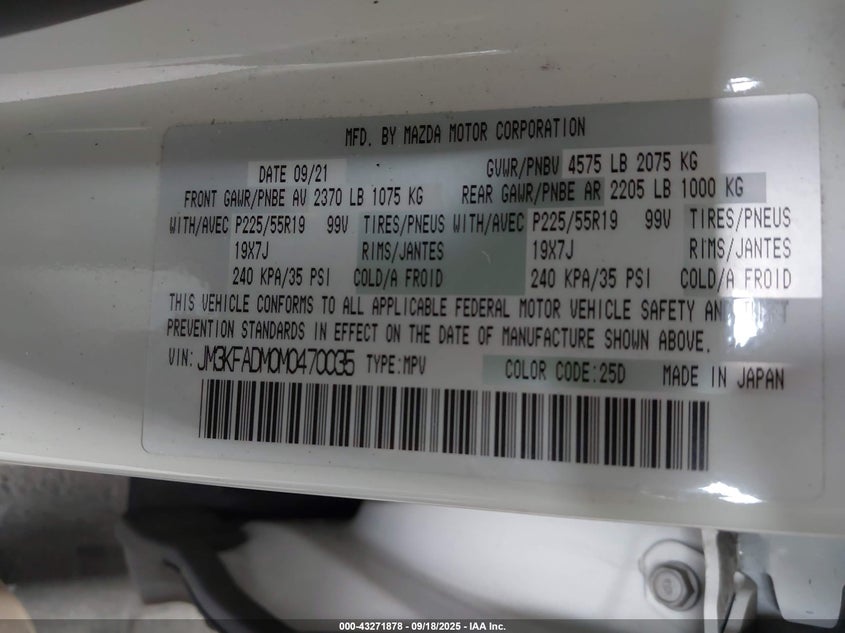 MFD. BY MAZDA MOTOR CORPORATION
DATE 09/21 GVWR/PNBV 4575 LB 2075 KG
FRONT GAWR/PNBE AV 2370 LB 1075 KG REAR GAWR/PNBE AR 2205 LB 1000 KG
WITH/AVEC P225/55R19 99V TIRES/PNEUS WITH/AVEC P225/55R19 99V TIRES/PNEUS
19X7J RIMS/JANTES 19X7J RIMS/JANTES
240 KPA/35 PSI COLD/A FROID 240 KPA/35 PSI COLD/A FROID
THIS VEHICLE CONFORMS TO ALL APPLICABLE FEDERAL MOTOR VEHICLE SAFETY AND THEFT
PREVENTION STANDARDS IN EFFECT ON THE DATE OF MANUFACTURE SHOWN ABOVE.
VIN: JM3KFADM0M0470035 TYPE:MPV COLOR CODE:25D MADE IN JAPAN
000-43271878 - 09/18/2025 - IAA Inc.